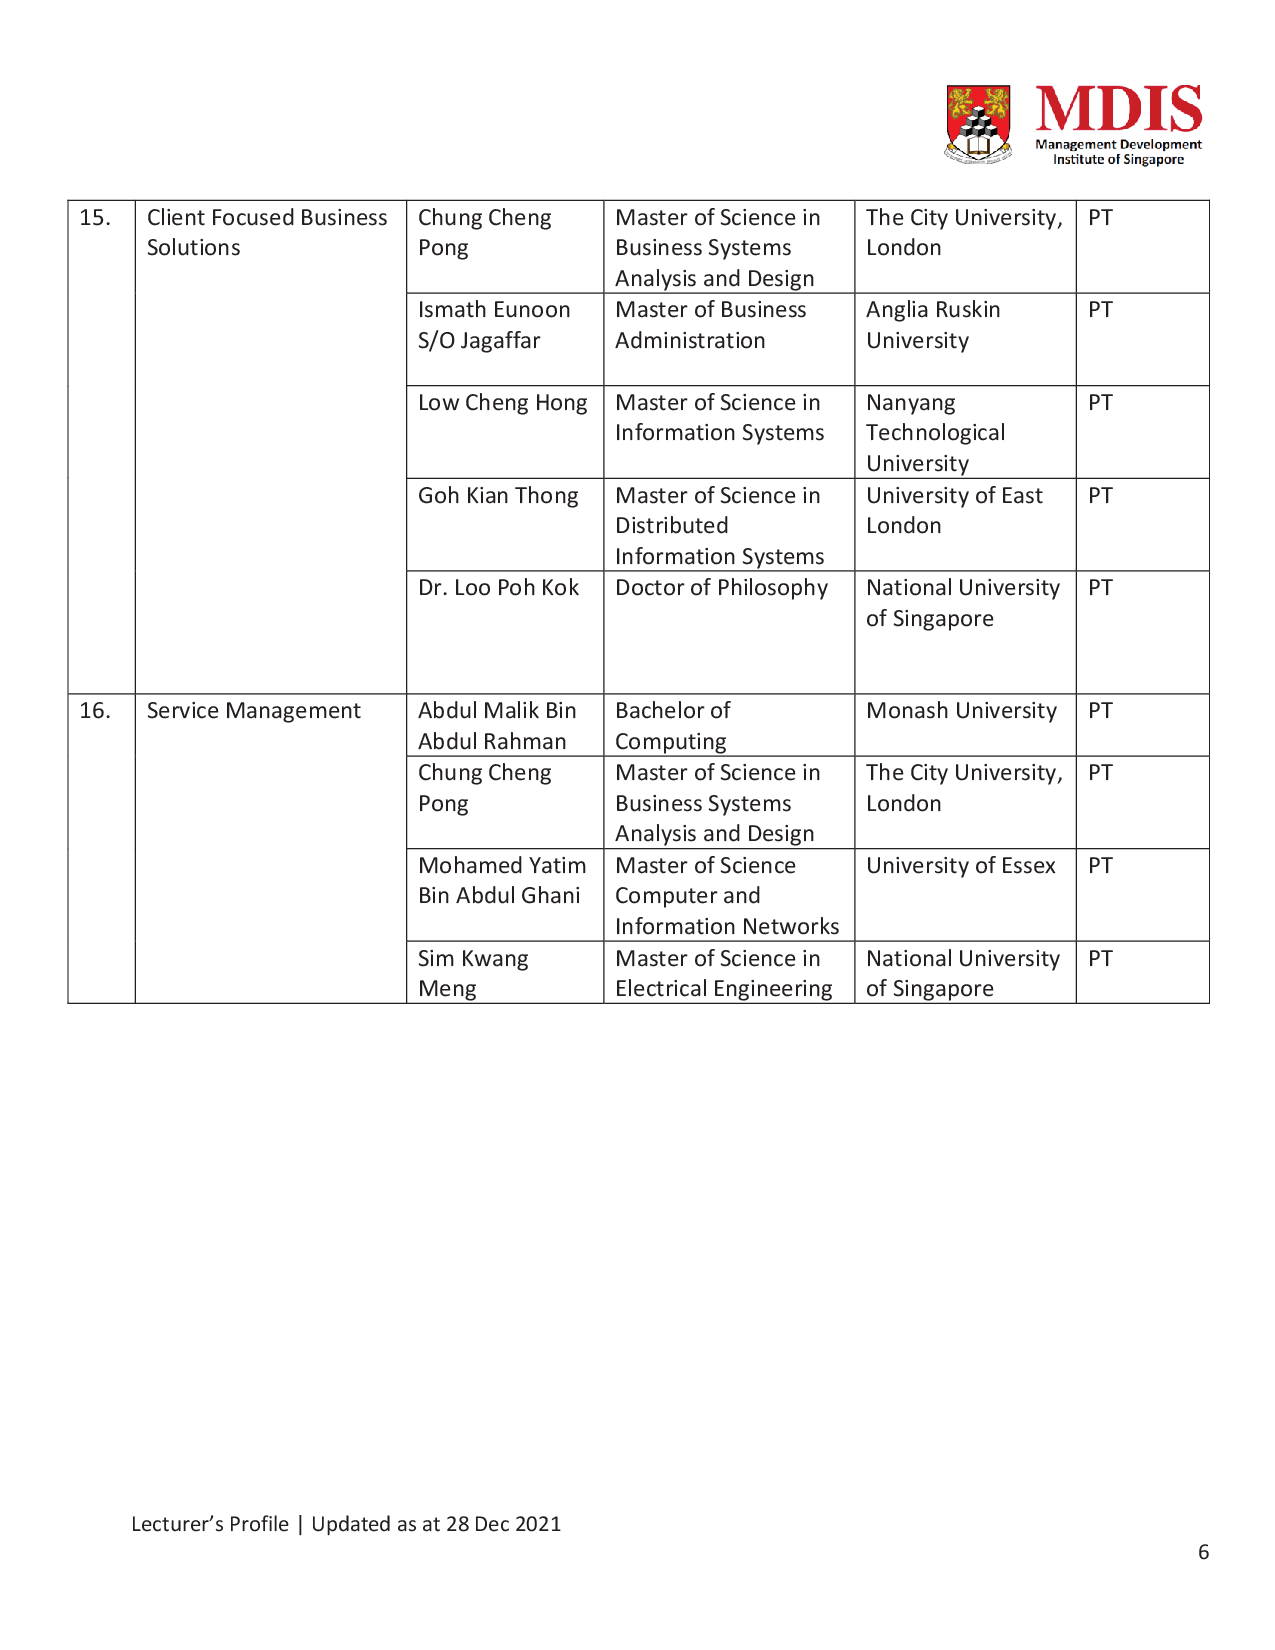 MDIS
Management Development
Institute of Singapore
15.
Client Focused Business
Solutions
Chung Cheng
Pong
Master of Science in
Business Systems
Analysis and Design
The City University,
London
PT
Ismath Eunoon
S/O Jagaffar
Master of Business
Administration
Anglia Ruskin
University
PT
Low Cheng Hong
Master of Science in
Information Systems
Nanyang
Technological
University
PT
Goh Kian Thong
Master of Science in
Distributed
Information Systems
University of East
London
PT
Dr. Loo Poh Kok
Doctor of Philosophy
National University
of Singapore
PT
16.
Service Management
Abdul Malik Bin
Abdul Rahman
Bachelor of
Computing
Monash University
PT
Chung Cheng
Pong
Master of Science in
Business Systems
Analysis and Design
The City University,
London
PT
Mohamed Yatim
Bin Abdul Ghani
Master of Science
Computer and
Information Networks
University of Essex
PT
Sim Kwang
Meng
Master of Science in
Electrical Engineering
National University
of Singapore
PT
Lecturer’s Profile | Updated as at 28 Dec 2021
6